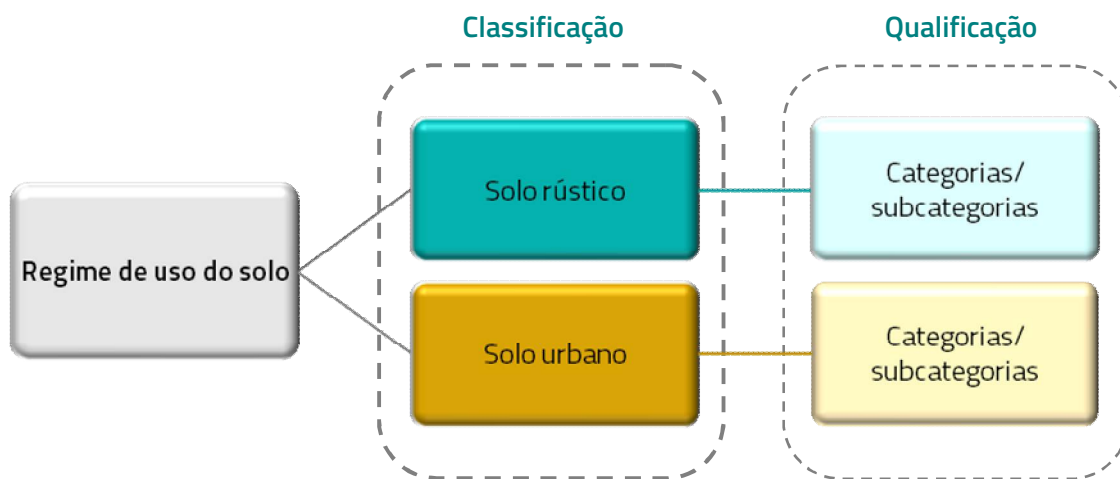 Classificação
Qualificação
Regime de uso do solo
Solo rústico
Categorias/
subcategorias
Solo urbano
Categorias/
subcategorias